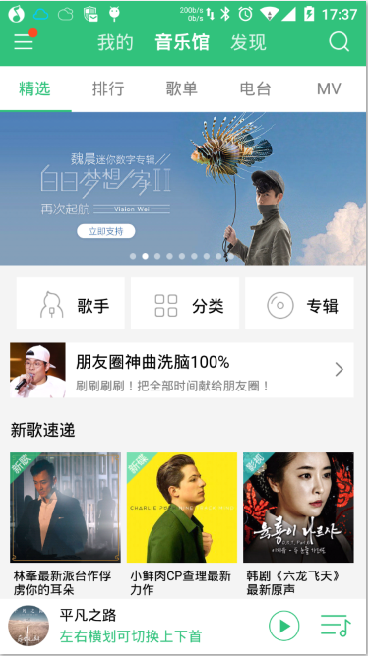 200b/s
0b/s
17:37
我的
音乐馆
发现
精选
排行
歌单
电台
MV
魏晨迷你数字专辑
白日梦想家II
再次起航
Vision Wei
立即支持
歌手
分类
专辑
朋友圈神曲洗脑100%
刷刷刷刷！把全部时间献给朋友圈！
新歌速递
新歌
新碟
影视
CHARLIE PUTH
육룡이 나르샤
林峯最新派台作俘
虏你的耳朵
小鲜肉CP查理最新
力作
韩剧《六龙飞天》
最新原声
平凡之路
左右横划可切换上下首